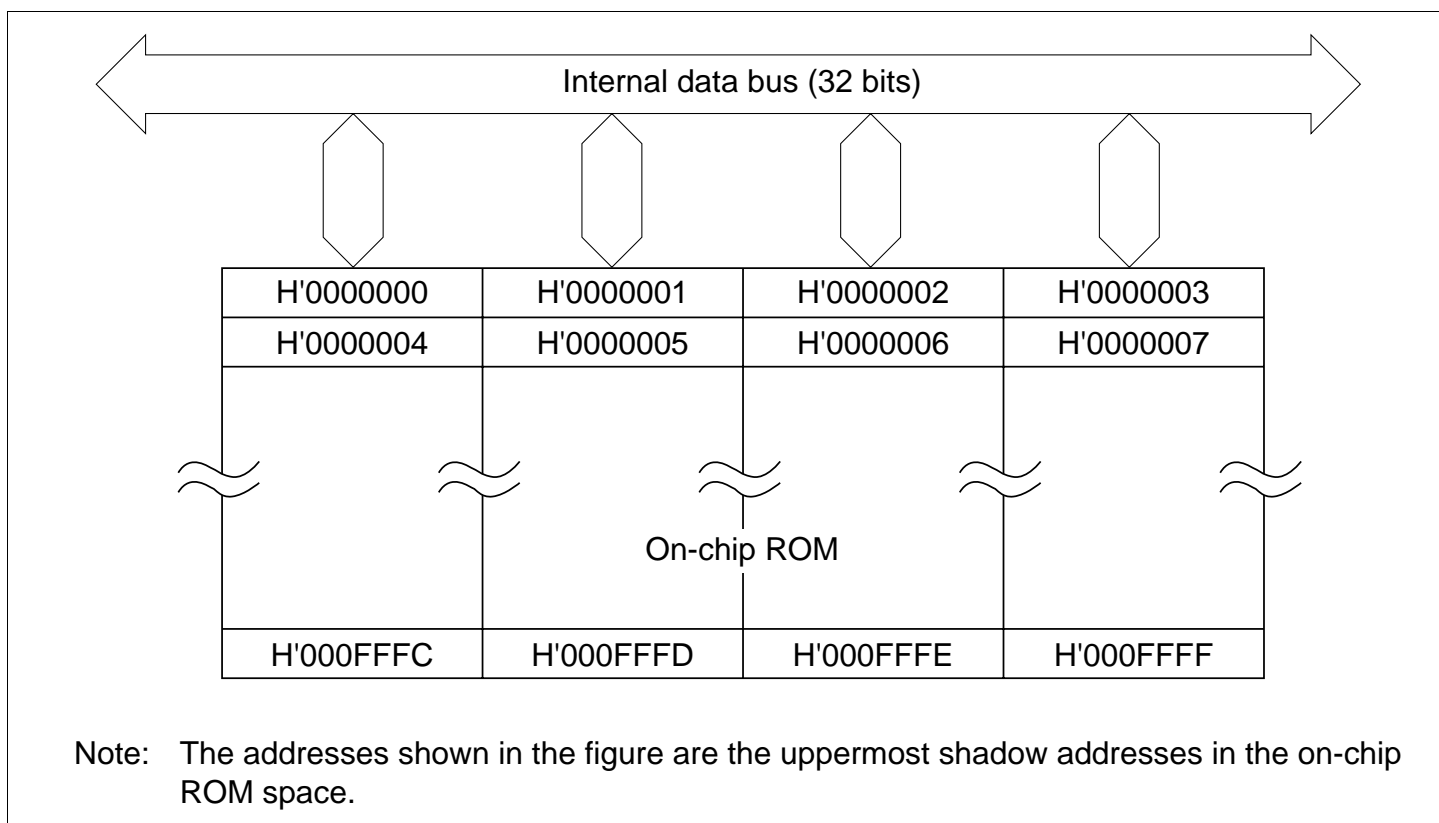 Internal data bus (32 bits)
H'0000000 H'0000001 H'0000002 H'0000003
H'0000004 H'0000005 H'0000006 H'0000007
On-chip ROM
H'000FFFC H'000FFFD H'000FFFE H'000FFFF
Note: The addresses shown in the figure are the uppermost shadow addresses in the on-chip
ROM space.